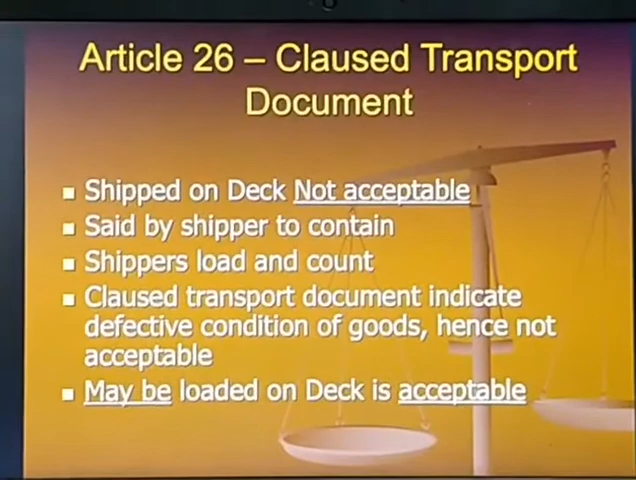 Article 26 – Claused Transport
Document
Shipped on Deck Not acceptable
Said by shipper to contain
Shippers load and count
Claused transport document indicate
defective condition of goods, hence not
acceptable
May be loaded on Deck is acceptable